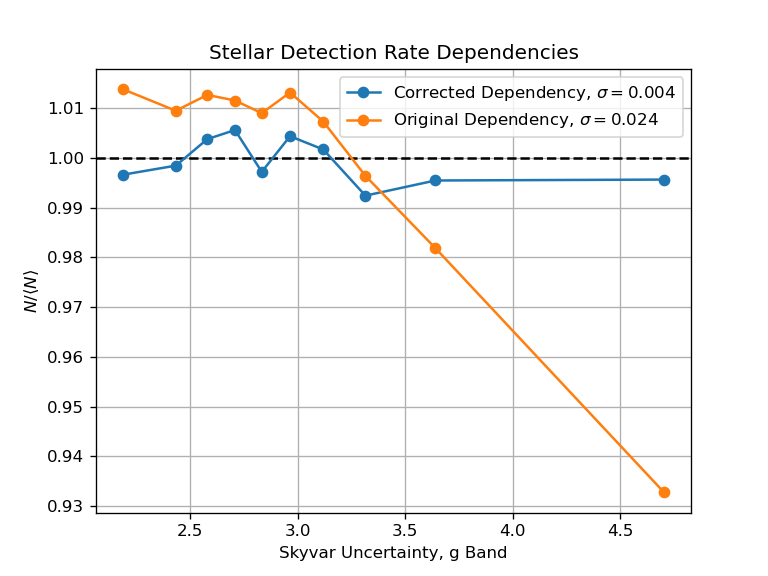 Stellar Detection Rate Dependencies
Corrected Dependency, σ = 0.004
Original Dependency, σ = 0.024
N/⟨N⟩
1.01
1.00
0.99
0.98
0.97
0.96
0.95
0.94
0.93
2.5 3.0 3.5 4.0 4.5
Skyvar Uncertainty, g Band